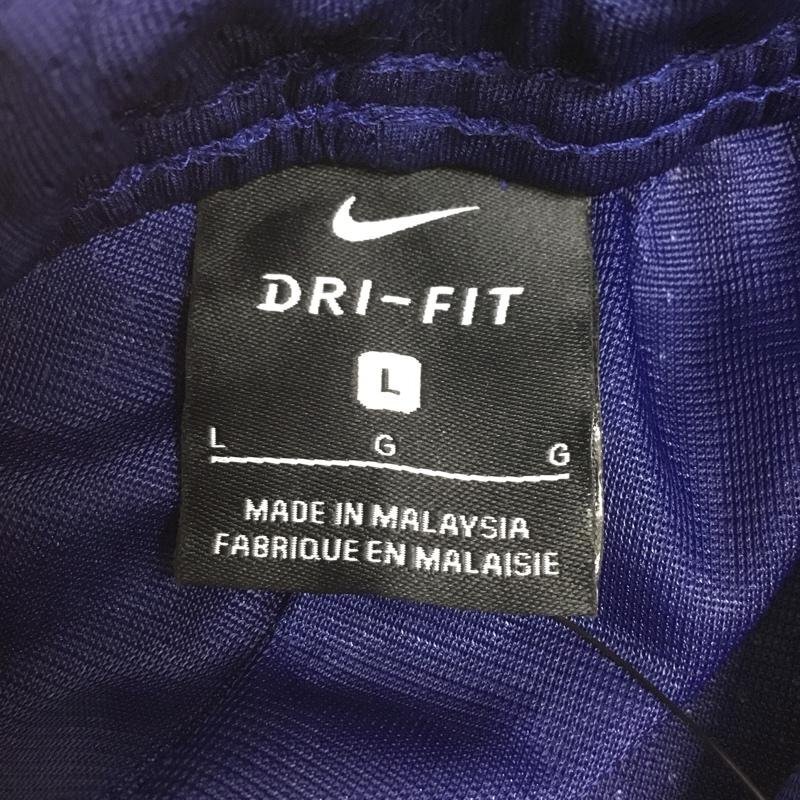 DRI-FIT
L
L G G
MADE IN MALAYSIA
FABRIQUE EN MALAISIE